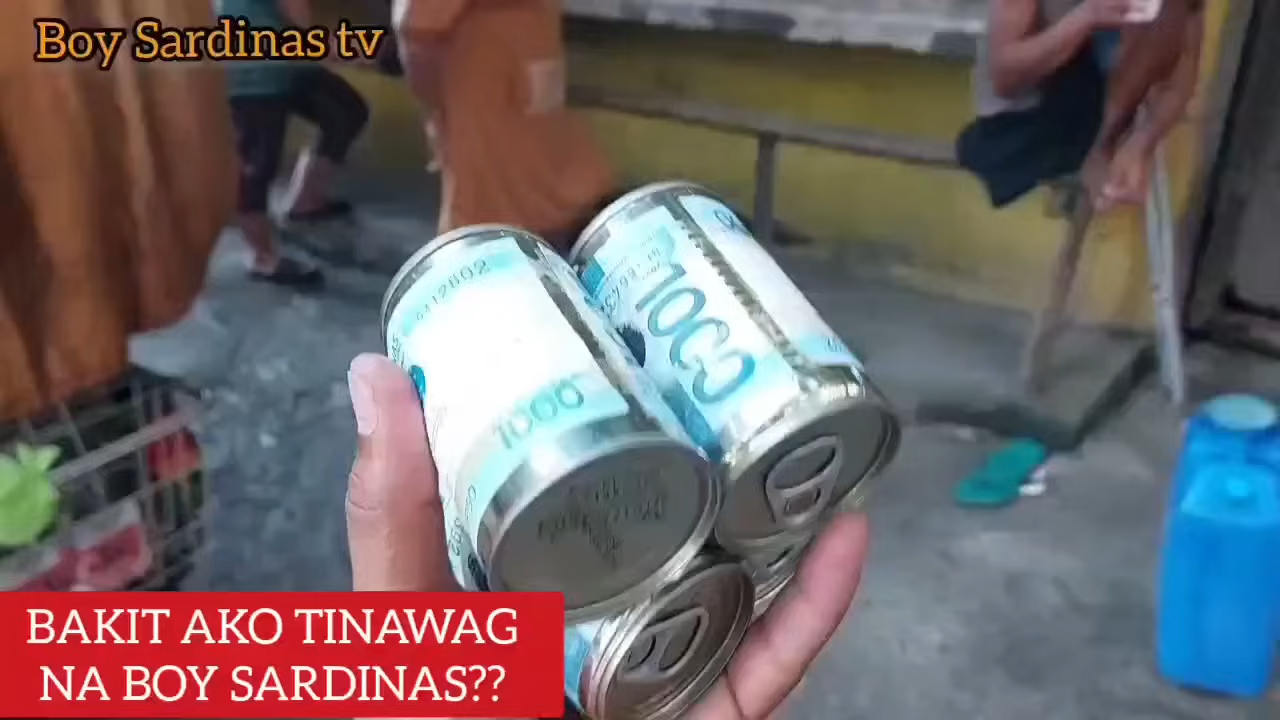 Boy Sardinas tv
1000
1000
BAKIT AKO TINAWAG
NA BOY SARDINAS??